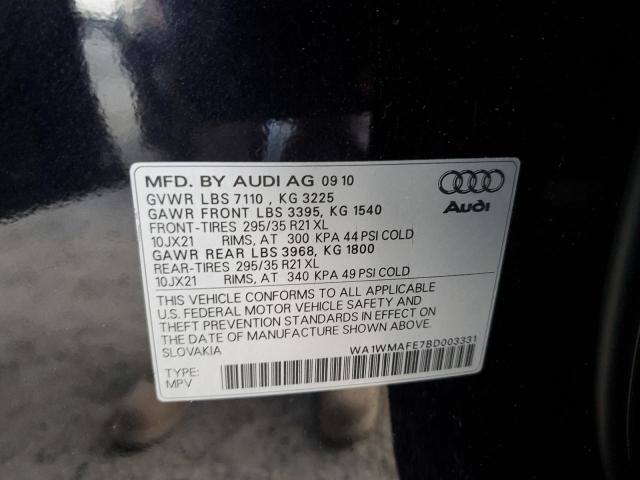 MFD. BY AUDI AG 09 10
GVWR LBS 7110 , KG 3225
GAWR FRONT LBS 3395, KG 1540
FRONT-TIRES 295/35 R21 XL
10JX21 RIMS, AT 300 KPA 44 PSI COLD
GAWR REAR LBS 3968, KG 1800
REAR-TIRES 295/35 R21 XL
10JX21 RIMS, AT 340 KPA 49 PSI COLD
Audi
THIS VEHICLE CONFORMS TO ALL APPLICABLE
U.S. FEDERAL MOTOR VEHICLE SAFETY AND
THEFT PREVENTION STANDARDS IN EFFECT ON
THE DATE OF MANUFACTURE SHOWN ABOVE.
SLOVAKIA
WA1WMAFE7BD003331
TYPE:
MPV